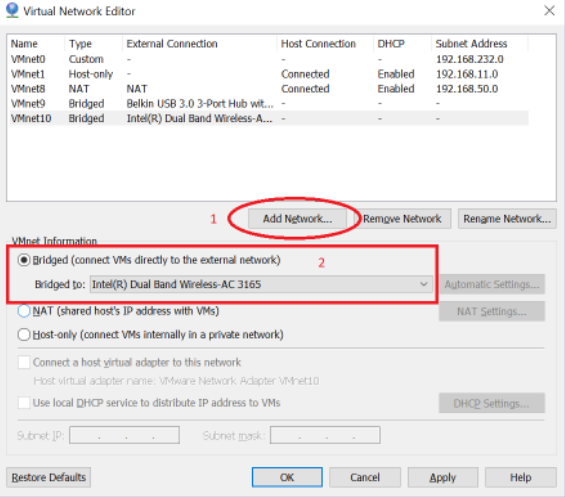 Virtual Network Editor
Name Type External Connection Host Connection DHCP Subnet Address
VMnet0 Custom - - - 192.168.232.0
VMnet1 Host-only - Connected Enabled 192.168.11.0
VMnet8 NAT NAT Connected Enabled 192.168.50.0
VMnet9 Bridged Belkin USB 3.0 3-Port Hub wit... - - -
VMnet10 Bridged Intel(R) Dual Band Wireless-A... - - -
1 Add Network... Remove Network Rename Network...
VMnet Information
Bridged (connect VMs directly to the external network) 2
Bridged to: Intel(R) Dual Band Wireless-AC 3165 Automatic Settings...
NAT (shared host's IP address with VMs) NAT Settings...
Host-only (connect VMs internally in a private network)
Connect a host virtual adapter to this network
Host virtual adapter name: VMware Network Adapter VMnet10
Use local DHCP service to distribute IP address to VMs DHCP Settings...
Subnet IP: . . . Subnet mask: . . .
Restore Defaults OK Cancel Apply Help